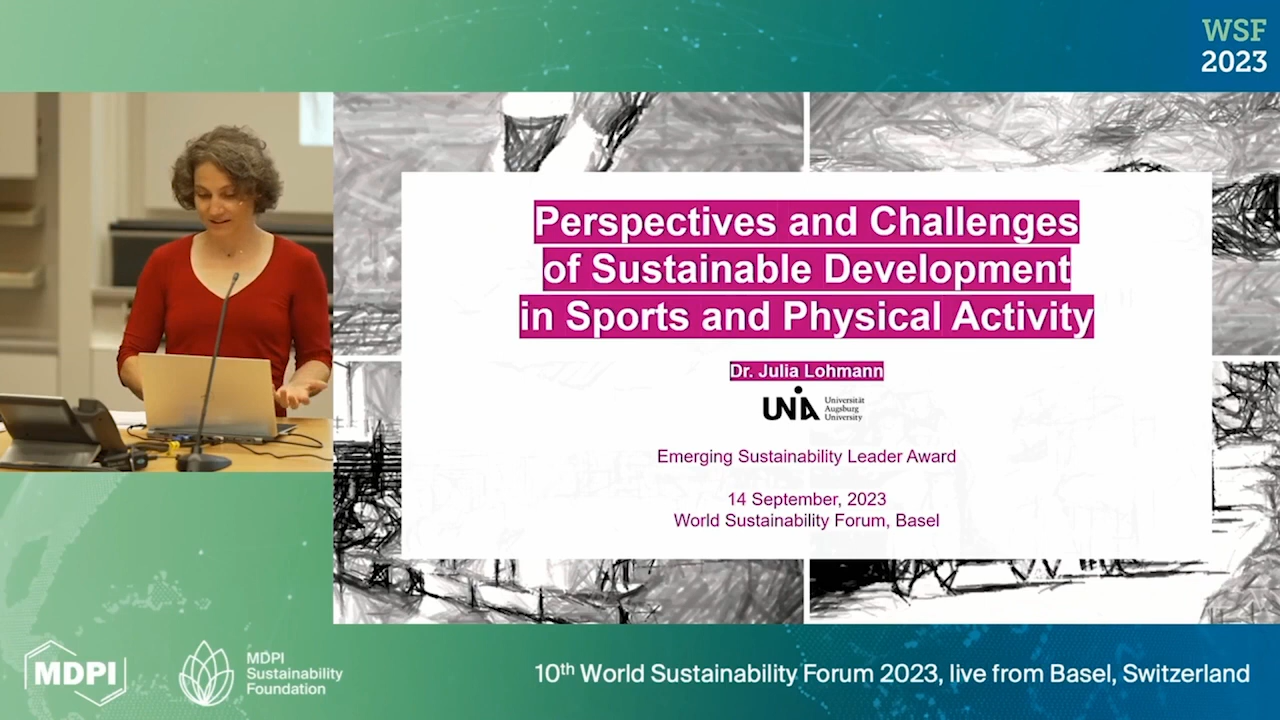 WSF
2023
Perspectives and Challenges
of Sustainable Development
in Sports and Physical Activity
Dr. Julia Lohmann
UNIA
Universität
Augsburg
University
Emerging Sustainability Leader Award
14 September, 2023
World Sustainability Forum, Basel
MDPI
MDPI
Sustainability
Foundation
10th World Sustainability Forum 2023, live from Basel, Switzerland